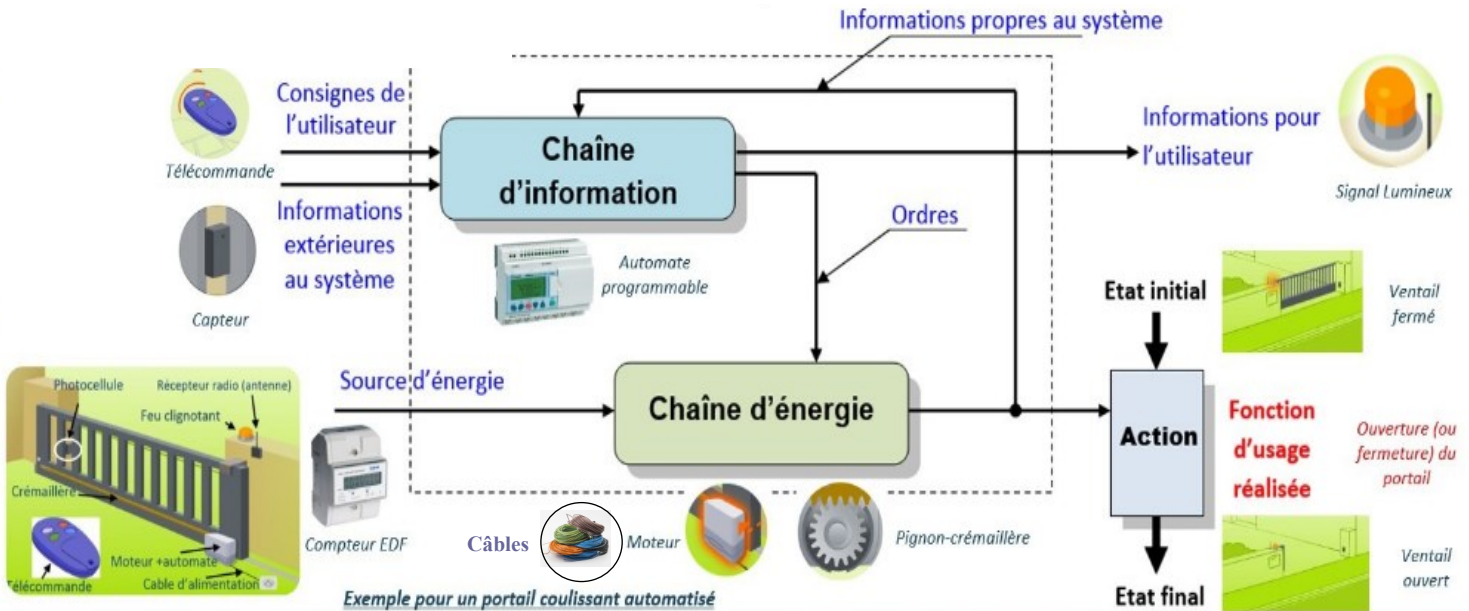 Informations propres au système
Consignes de
l'utilisateur
Télécommande
Chaîne
d'information
Informations pour
l'utilisateur
Signal Lumineux
Informations
extérieures
au système
Capteur
Ordres
Automate
programmable
Etat initial
Ventail
fermé
Photocellule
Récepteur radio (antenne)
Feu clignotant
Crémaillère
Moteur +automate
Télécommande
Cable d'alimentation
Source d'énergie
Compteur EDF
Chaîne d'énergie
Action
Fonction
d'usage
réalisée
Ouverture (ou
fermeture) du
portail
Câbles
Moteur
Pignon-crémaillère
Ventail
ouvert
Etat final
Exemple pour un portail coulissant automatisé